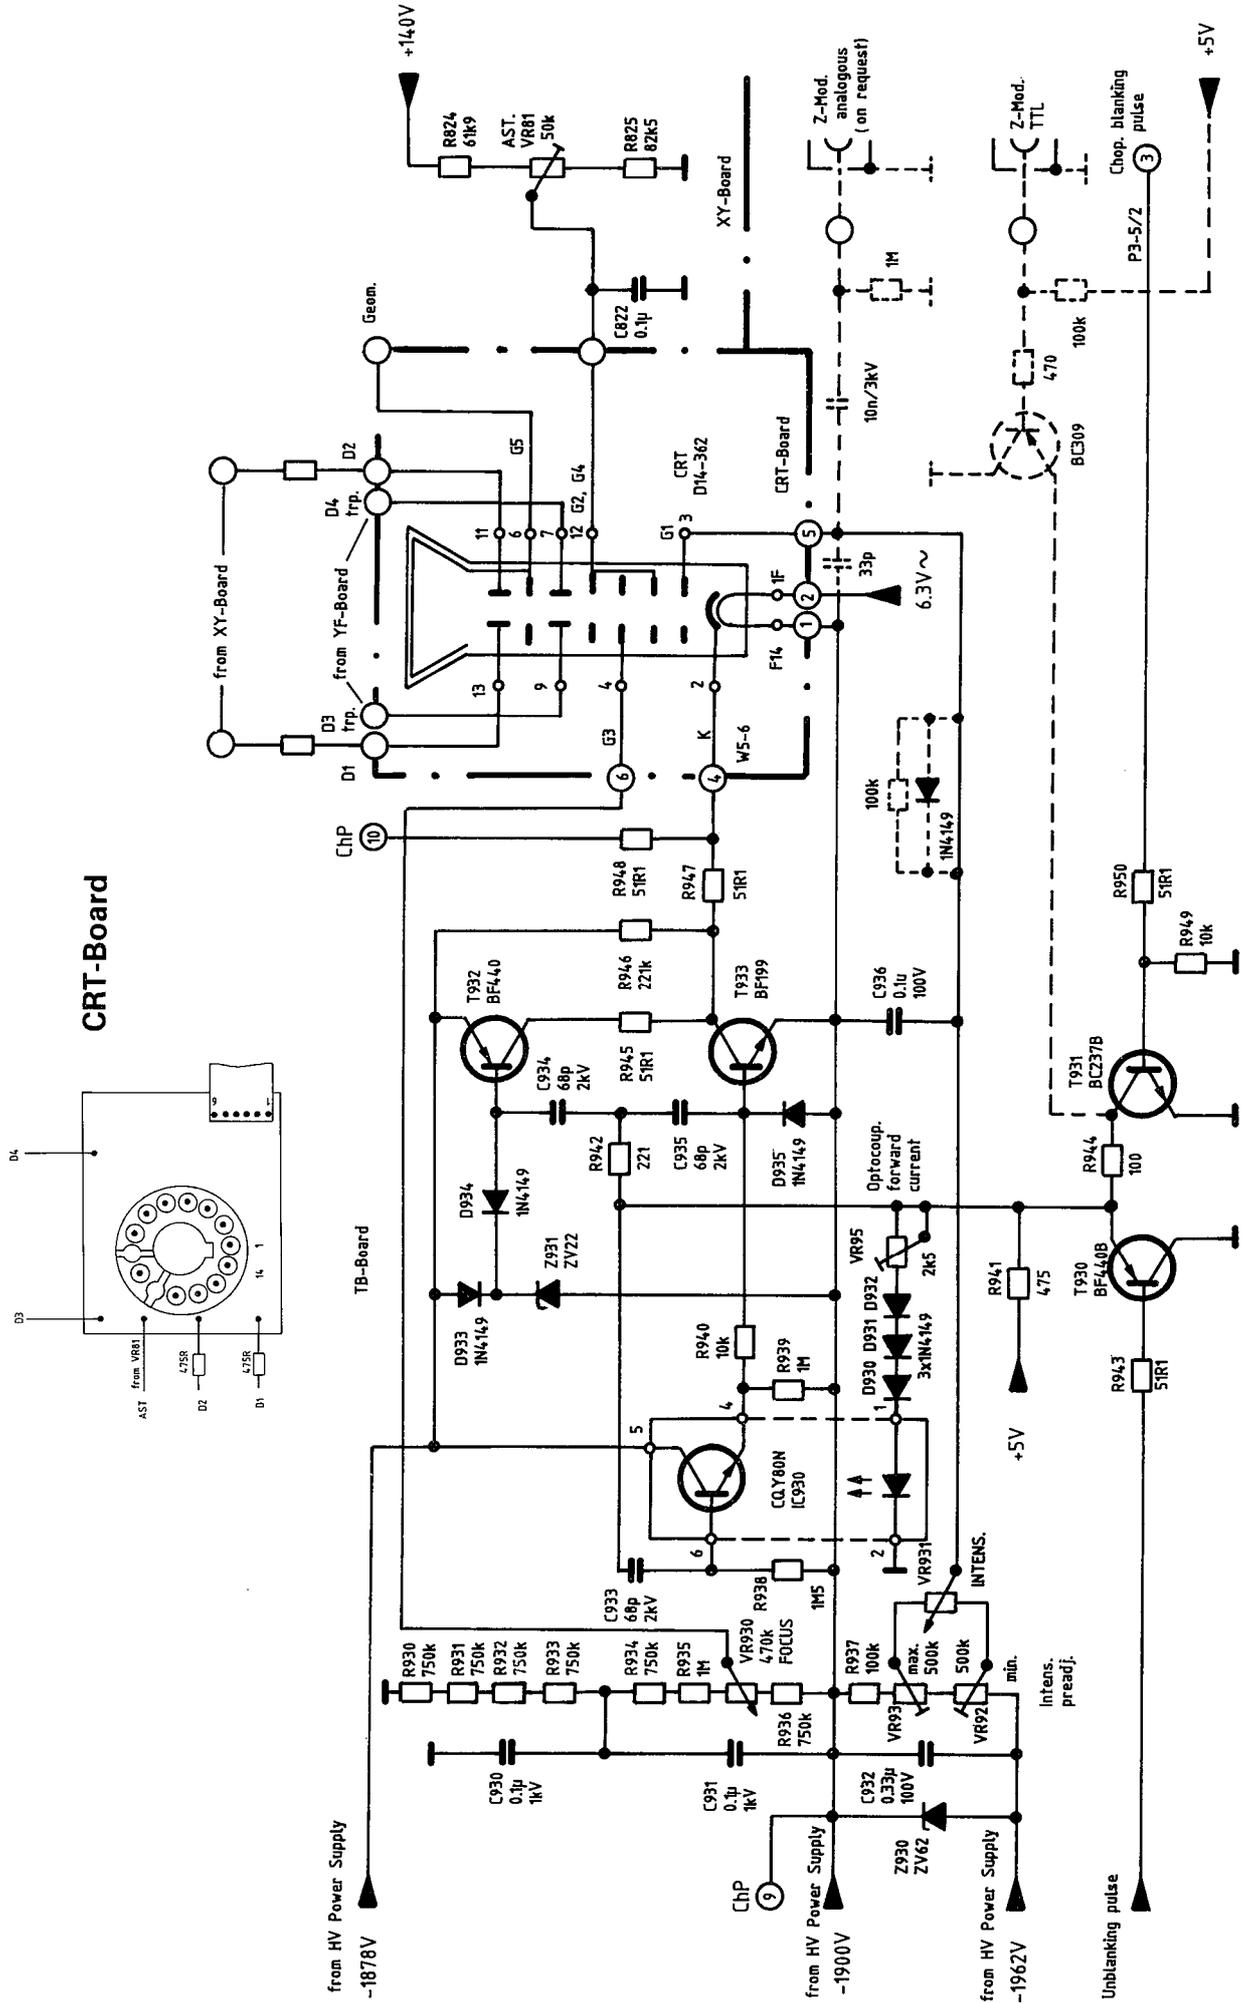 CRT-Board
D4
D3
6
1
1
14
from VR81
AST
475R
D2
475R
D1
+140V
R824
61k9
AST.
VR81
50k
R825
82k5
XY-Board
Z-Mod.
analogous
(on request)
Z-Mod.
TTL
Chop. blanking
pulse
3
P3-5/2
+5V
Geom.
C822
0.1µ
1M
100k
470
BC309
10n/3kV
from XY-Board
from YF-Board
D2
D4
trp.
D3
trp.
D1
G5
G2, G4
CRT
D14-362
CRT-Board
11
6
7
12
G1
3
5
13
9
4
2
1F
F14
2
1
33p
6.3V~
G3
K
6
4
W5-6
ChP
10
R948
51R1
R947
51R1
R946
221k
100k
1N4149
T932
BF440
T933
BF199
R945
51R1
C936
0.1u
100V
C934
68p
2kV
C935
68p
2kV
R942
221
D935
1N4149
D934
1N4149
Z931
ZV22
D933
1N4149
TB-Board
Optocoup.
forward
current
VR95
2k5
D930 D931 D932
3x1N4149
R940
10k
R939
1M
R941
475
+5V
R950
51R1
R949
10k
T931
BC237B
R944
100
T930
BF440B
R943
51R1
5
4
1
6
2
CQY80N
IC930
C933
68p
2kV
R938
1M5
VR931
INTENS.
R930
750k
R931
750k
R932
750k
R933
750k
R934
750k
R935
1M
VR930
470k
FOCUS
R936
750k
R937
100k
max.
500k
500k
min.
VR93
VR92
Intens.
preadj.
C930
0.1µ
1kV
C931
0.1µ
1kV
C932
0.33µ
100V
Z930
ZV62
ChP
9
from HV Power Supply
-1878V
from HV Power Supply
-1900V
from HV Power Supply
-1962V
Unblanking pulse